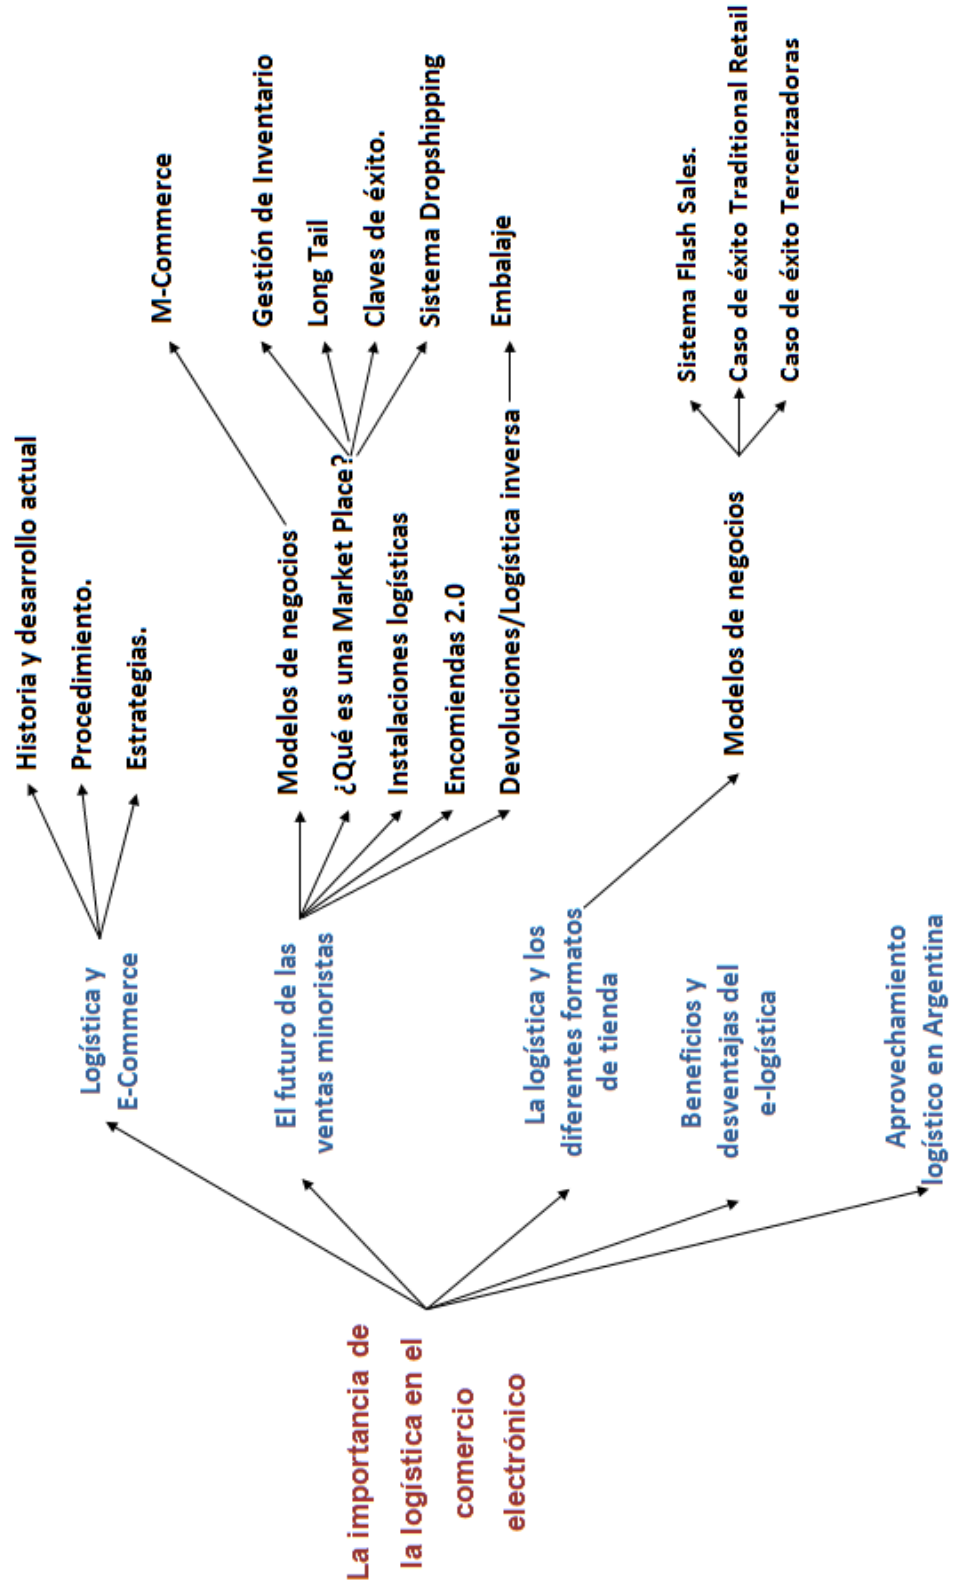 La importancia de
la logística en el
comercio
electrónico
Logística y
E-Commerce
Historia y desarrollo actual
Procedimiento.
Estrategias.
El futuro de las
ventas minoristas
Modelos de negocios
M-Commerce
¿Qué es una Market Place?
Gestión de Inventario
Long Tail
Claves de éxito.
Sistema Dropshipping
Instalaciones logísticas
Encomiendas 2.0
Devoluciones/Logística inversa
Embalaje
La logística y los
diferentes formatos
de tienda
Modelos de negocios
Sistema Flash Sales.
Caso de éxito Traditional Retail
Caso de éxito Tercerizadoras
Beneficios y
desventajas del
e-logística
Aprovechamiento
logístico en Argentina